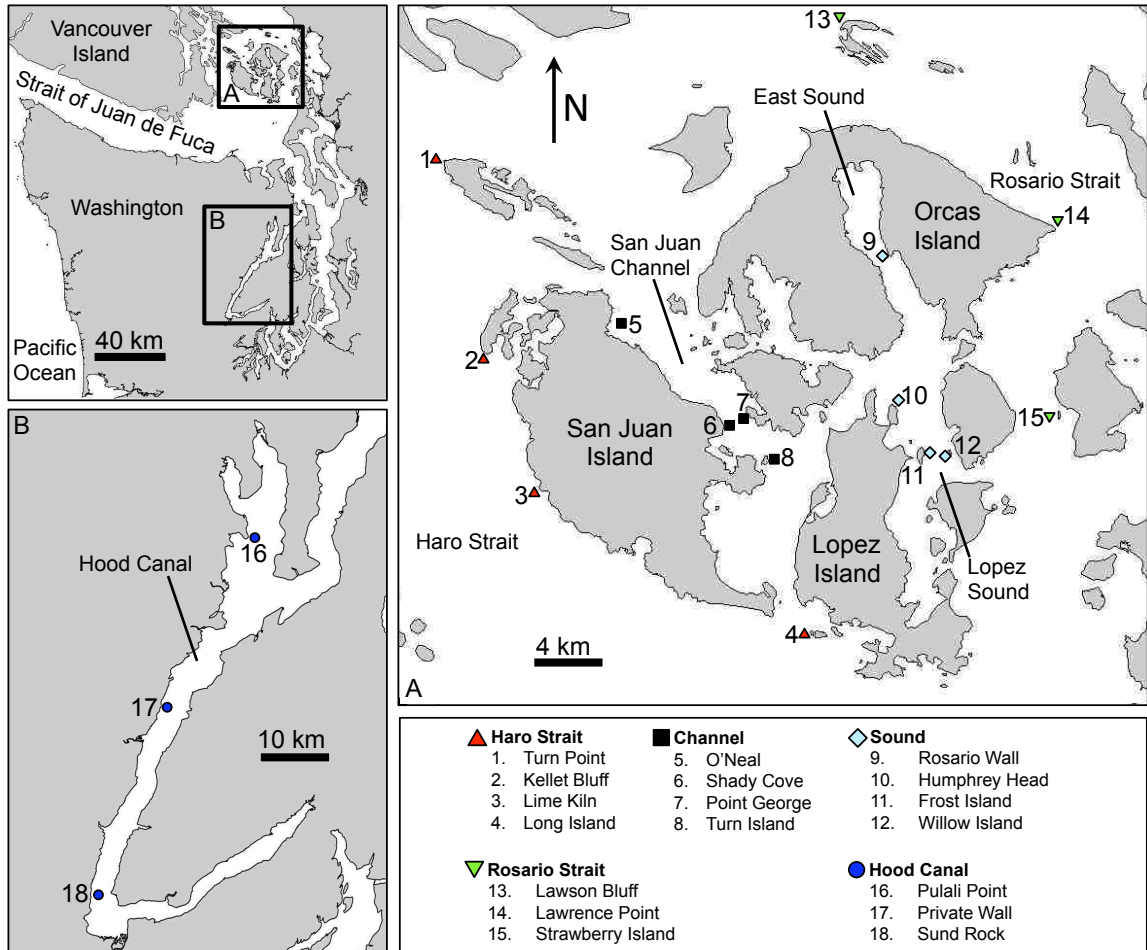 Vancouver
Island
A
Strait of Juan de Fuca
Washington
B
40 km
Pacific
Ocean
B
16
Hood Canal
17
10 km
18
13
N
East Sound
1
Rosario Strait
14
Orcas
Island
9
San Juan
Channel
5
2
10
7
6
15
San Juan
Island
8
12
11
3
Haro Strait
Lopez
Island
Lopez
Sound
4
4 km
A
Haro Strait
1. Turn Point
2. Kellet Bluff
3. Lime Kiln
4. Long Island
Channel
5. O'Neal
6. Shady Cove
7. Point George
8. Turn Island
Sound
9. Rosario Wall
10. Humphrey Head
11. Frost Island
12. Willow Island
Rosario Strait
13. Lawson Bluff
14. Lawrence Point
15. Strawberry Island
Hood Canal
16. Pulali Point
17. Private Wall
18. Sund Rock